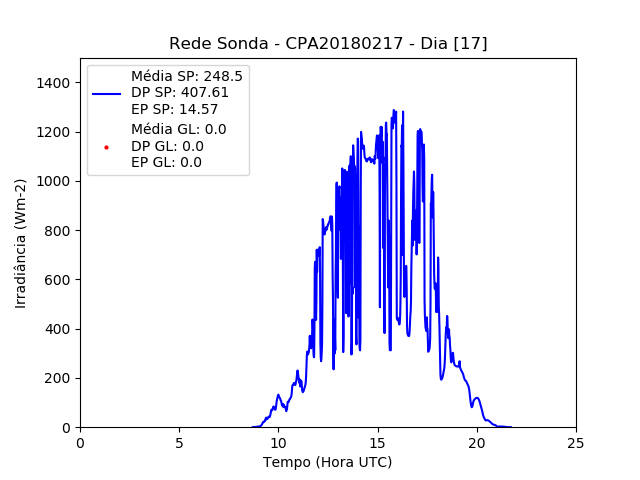 Rede Sonda - CPA20180217 - Dia [17]
Média SP: 248.5
DP SP: 407.61
EP SP: 14.57
Média GL: 0.0
DP GL: 0.0
EP GL: 0.0
Irradiância (Wm-2)
1400
1200
1000
800
600
400
200
0
0 5 10 15 20 25
Tempo (Hora UTC)